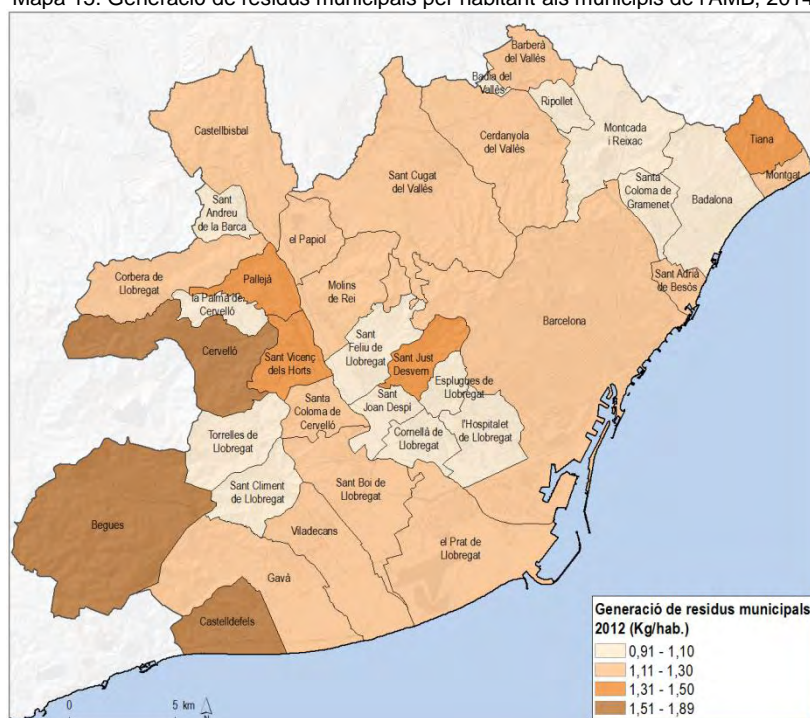 Mapa 15. Generació de residus municipals per habitant als municipis de l'AMB, 2014
Barberà
del Vallès
Badia del
Vallès
Ripollet
Castellbisbal
Cerdanyola
del Vallès
Montcada
i Reixac
Tiana
Montgat
Sant Cugat
del Vallès
Santa
Coloma de
Gramenet
Badalona
Sant
Andreu
de la Barca
el Papiol
Corbera de
Llobregat
Pallejà
Molins
de Rei
Sant Adrià
de Besòs
la Palma de
Cervelló
Barcelona
Cervelló
Sant Vicenç
dels Horts
Sant
Feliu de
Llobregat
Sant Just
Desvern
Esplugues de
Llobregat
Santa
Coloma de
Cervelló
Sant
Joan Despí
Torrelles de
Llobregat
Cornellà de
Llobregat
l'Hospitalet
de Llobregat
Sant Climent
de Llobregat
Sant Boi de
Llobregat
Begues
Viladecans
el Prat de
Llobregat
Gavà
Castelldefels
Generació de residus municipals
2012 (Kg/hab.)
0,91 - 1,10
1,11 - 1,30
1,31 - 1,50
1,51 - 1,89
0 5 km
N